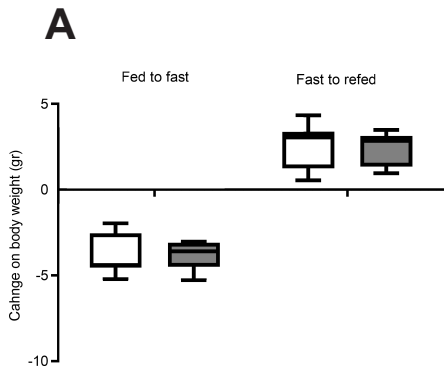 A
Fed to fast
Fast to refed
Cahnge on body weight (gr)
5
0
-5
-10